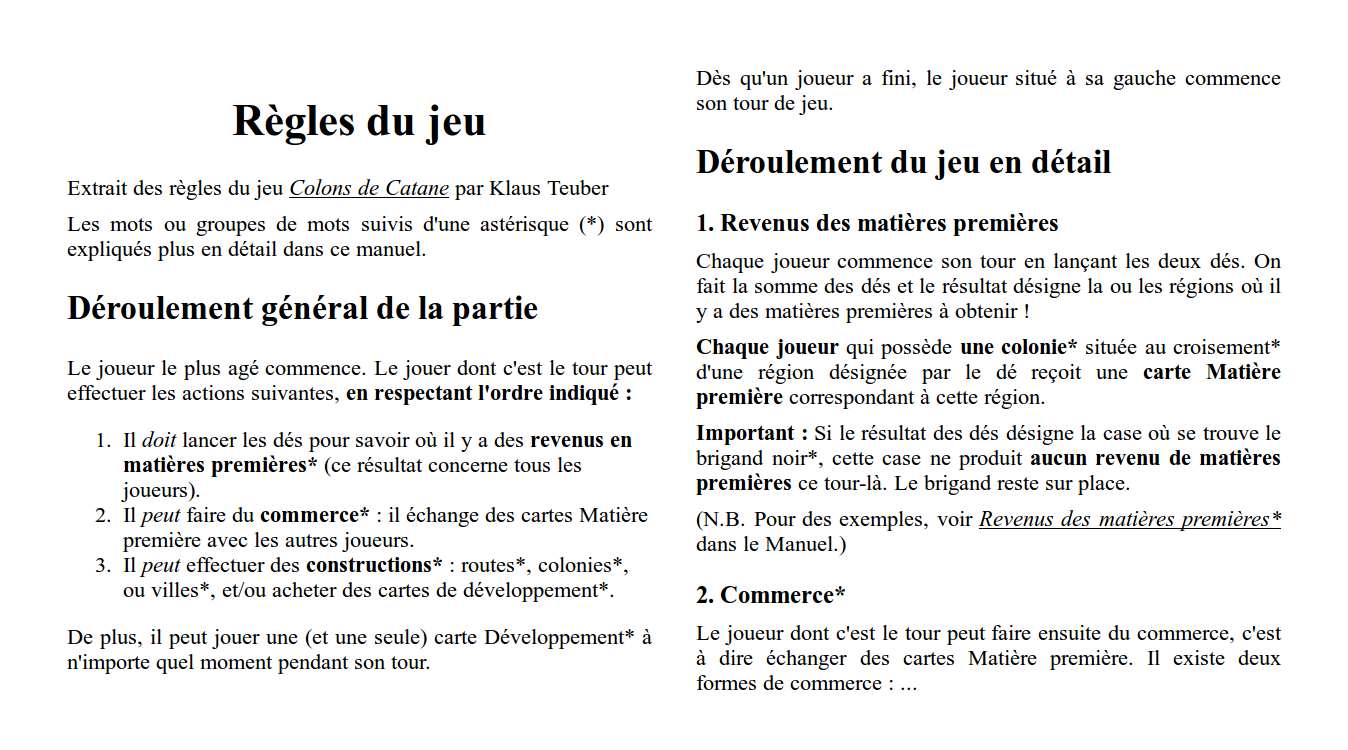 Règles du jeu
Extrait des règles du jeu Colons de Catane par Klaus Teuber
Les mots ou groupes de mots suivis d'une astérisque (*) sont
expliqués plus en détail dans ce manuel.
Déroulement général de la partie
Le joueur le plus agé commence. Le jouer dont c'est le tour peut
effectuer les actions suivantes, en respectant l'ordre indiqué :
1. Il doit lancer les dés pour savoir où il y a des revenus en
matières premières* (ce résultat concerne tous les
joueurs).
2. Il peut faire du commerce* : il échange des cartes Matière
première avec les autres joueurs.
3. Il peut effectuer des constructions* : routes*, colonies*,
ou villes*, et/ou acheter des cartes de développement*.
De plus, il peut jouer une (et une seule) carte Développement* à
n'importe quel moment pendant son tour.
Dès qu'un joueur a fini, le joueur situé à sa gauche commence
son tour de jeu.
Déroulement du jeu en détail
1. Revenus des matières premières
Chaque joueur commence son tour en lançant les deux dés. On
fait la somme des dés et le résultat désigne la ou les régions où il
y a des matières premières à obtenir !
Chaque joueur qui possède une colonie* située au croisement*
d'une région désignée par le dé reçoit une carte Matière
première correspondant à cette région.
Important : Si le résultat des dés désigne la case où se trouve le
brigand noir*, cette case ne produit aucun revenu de matières
premières ce tour-là. Le brigand reste sur place.
(N.B. Pour des exemples, voir Revenus des matières premières*
dans le Manuel.)
2. Commerce*
Le joueur dont c'est le tour peut faire ensuite du commerce, c'est
à dire échanger des cartes Matière première. Il existe deux
formes de commerce : ...